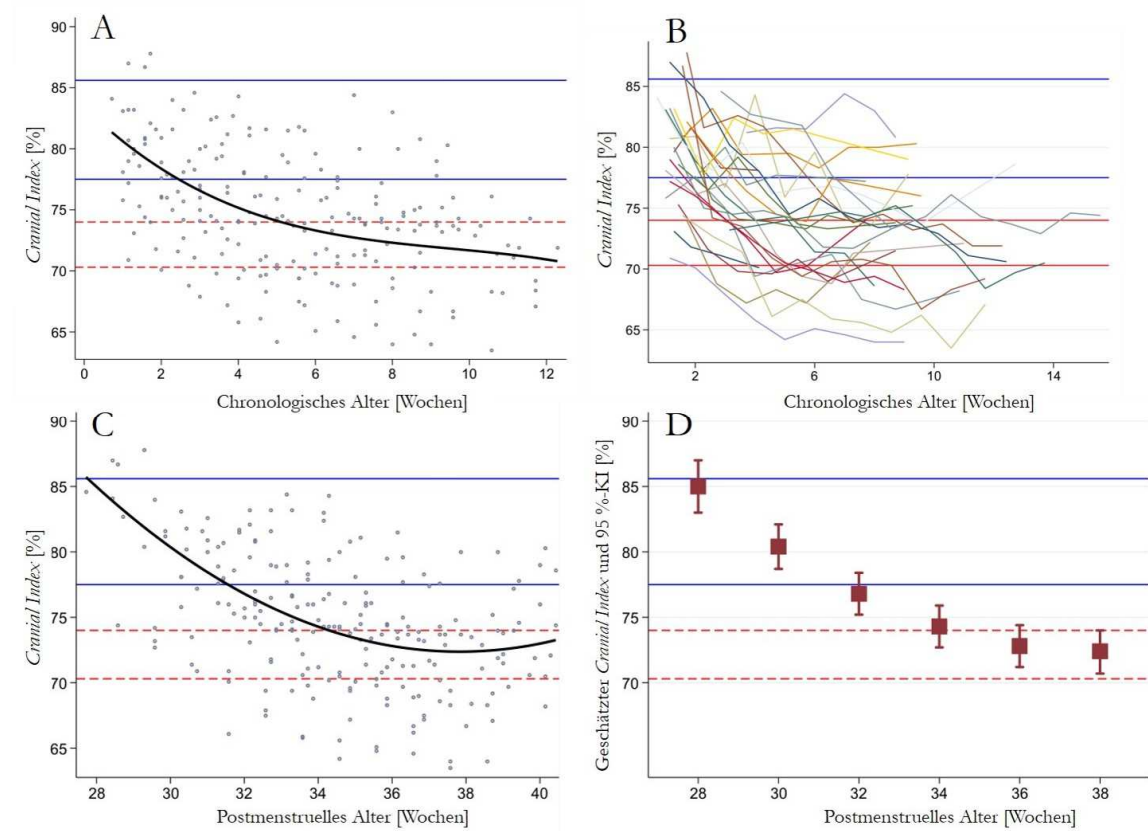 A
Cranial Index [%]
90
85
80
75
70
65
0 2 4 6 8 10 12
Chronologisches Alter [Wochen]
B
Cranial Index [%]
85
80
75
70
65
2 6 10 14
Chronologisches Alter [Wochen]
C
Cranial Index [%]
90
85
80
75
70
65
28 30 32 34 36 38 40
Postmenstruelles Alter [Wochen]
D
Geschätzter Cranial Index und 95 %-KI [%]
90
85
80
75
70
28 30 32 34 36 38
Postmenstruelles Alter [Wochen]